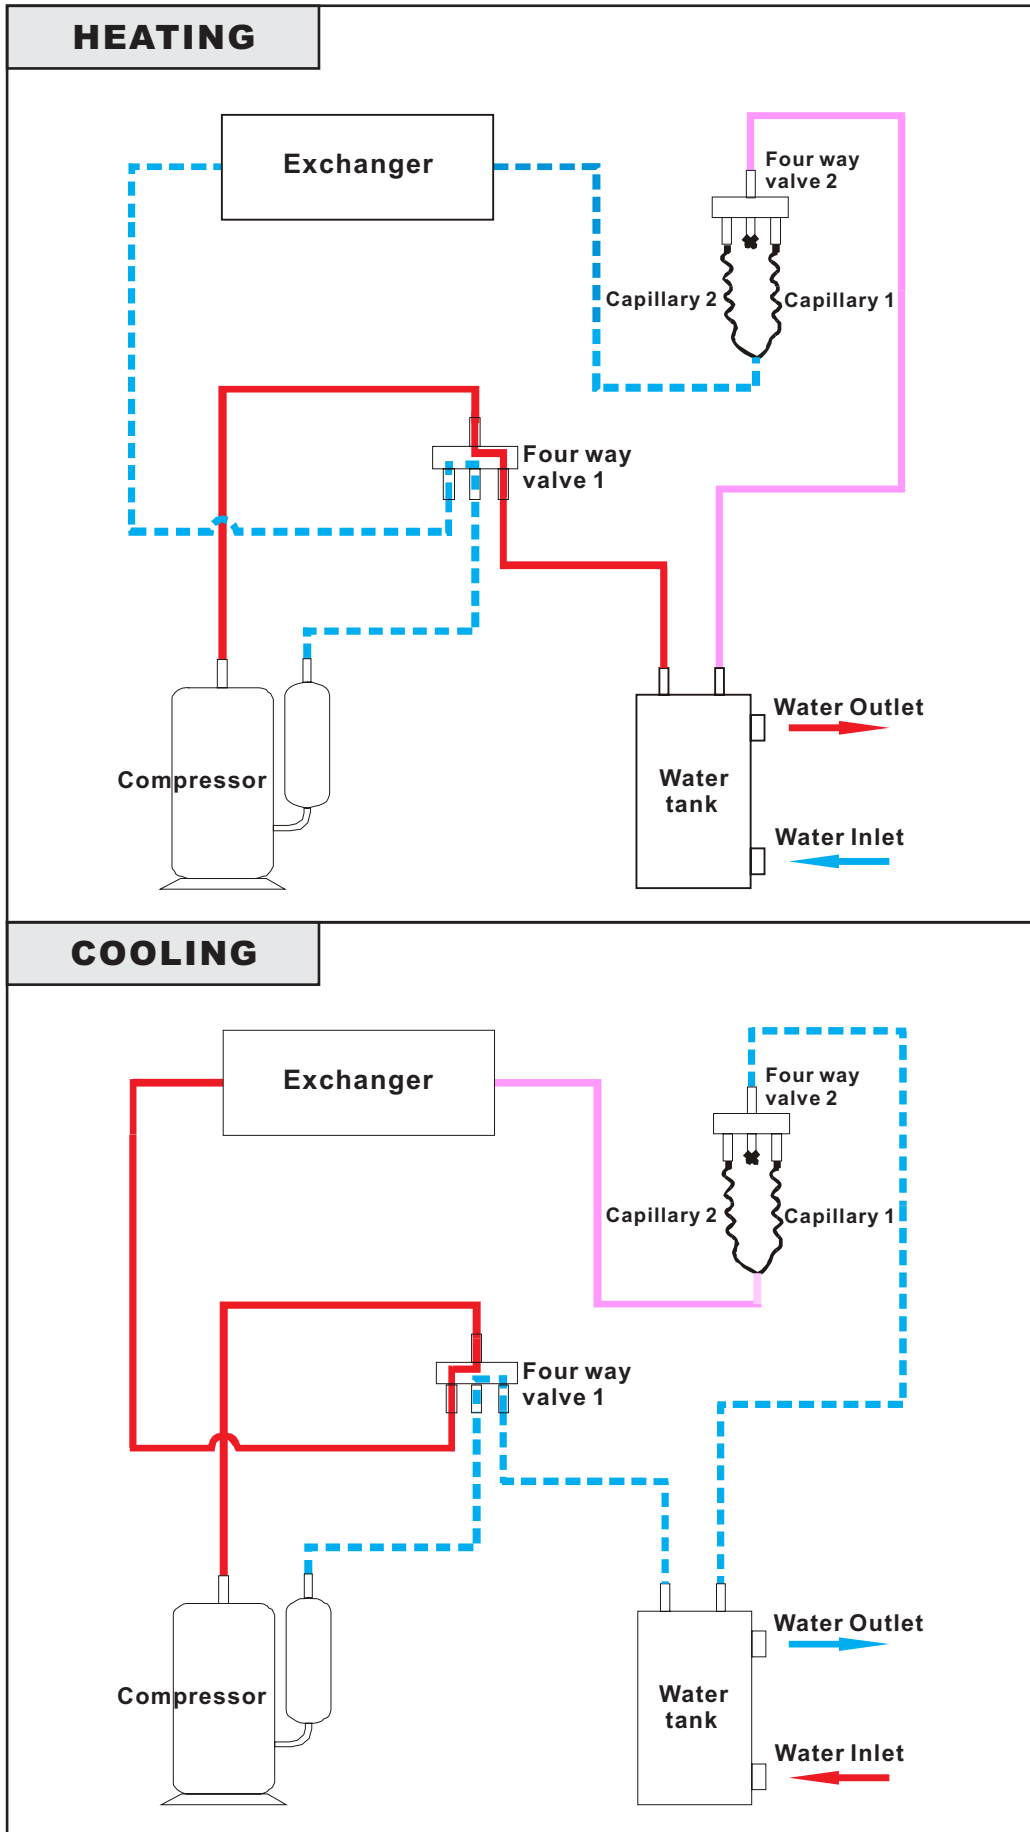 HEATING
Exchanger
Four way
valve 2
Capillary 2
Capillary 1
Four way
valve 1
Water Outlet
Compressor
Water
tank
Water Inlet
COOLING
Exchanger
Four way
valve 2
Capillary 2
Capillary 1
Four way
valve 1
Water Outlet
Compressor
Water
tank
Water Inlet